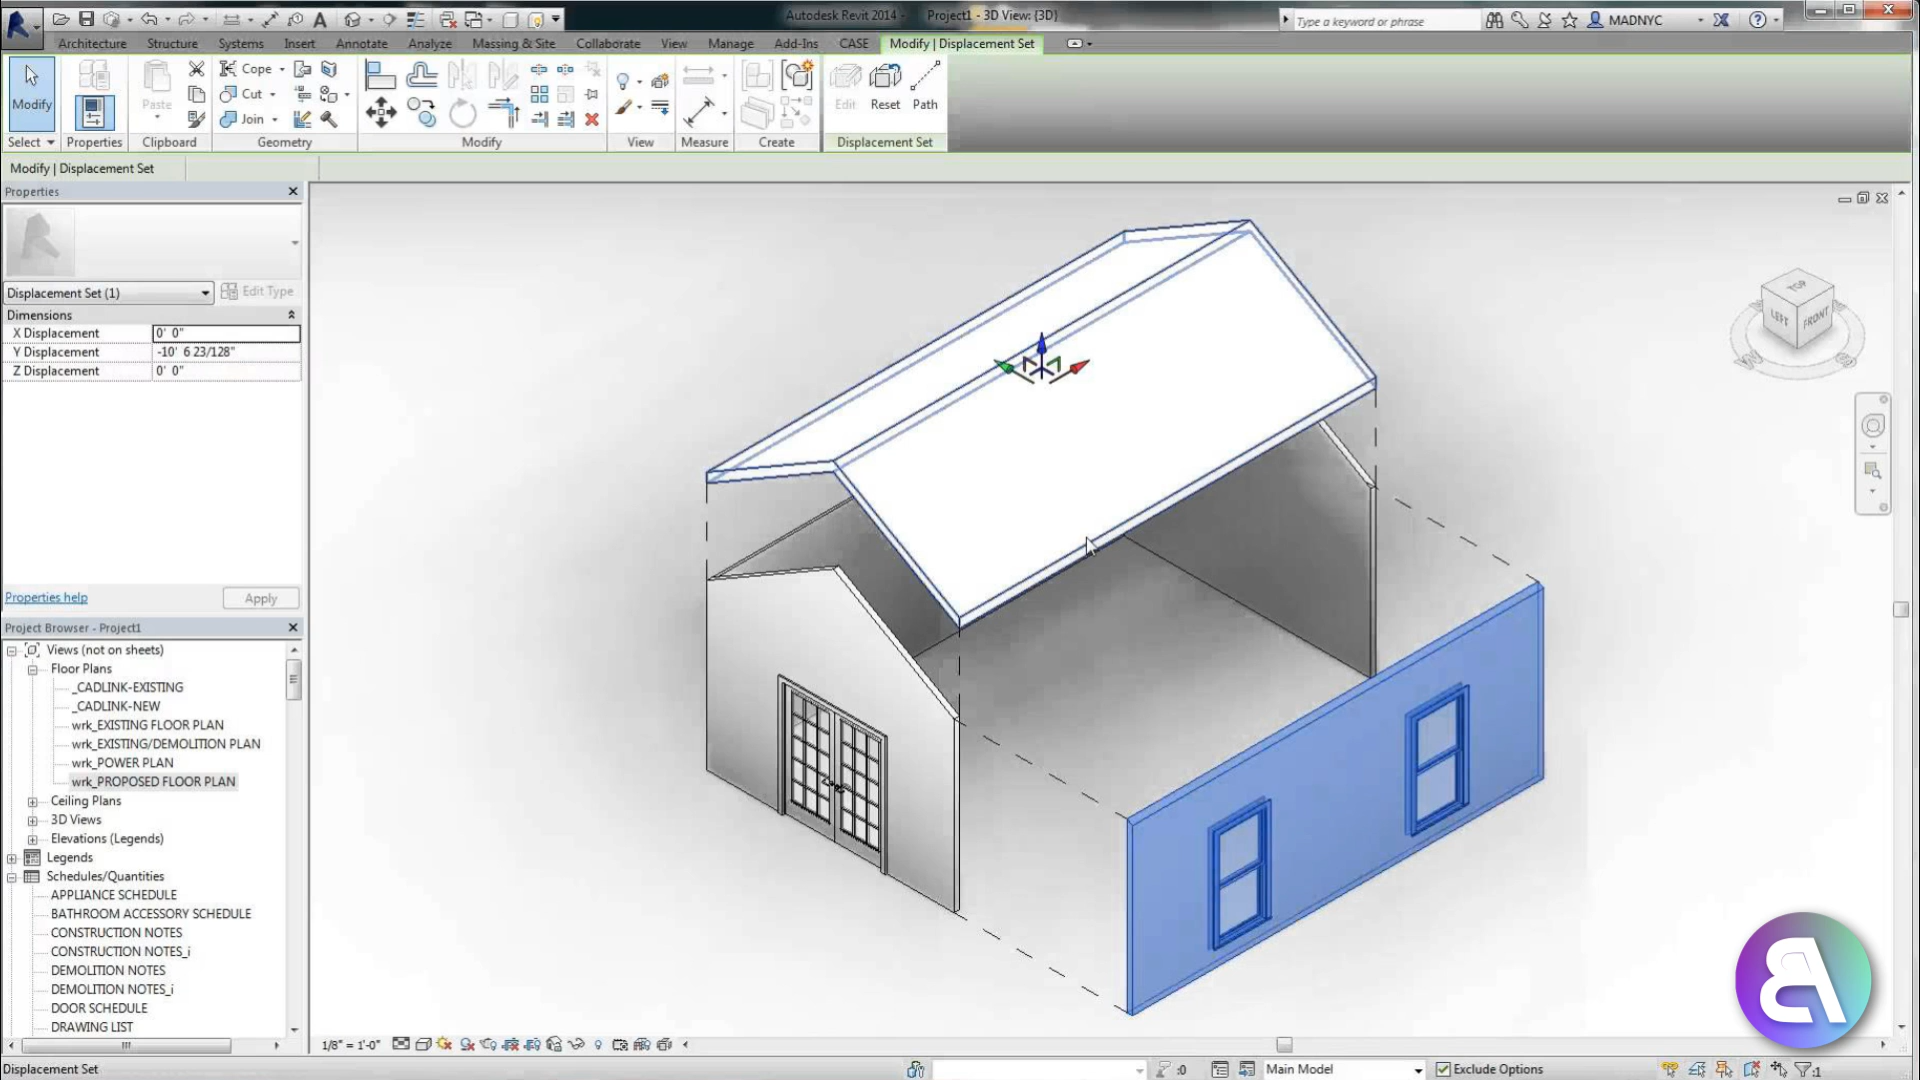 Autodesk Revit 2014 -
Project1 - 3D View: {3D}
Type a keyword or phrase
MADNYC
Architecture
Structure
Systems
Insert
Annotate
Analyze
Massing & Site
Collaborate
View
Manage
Add-Ins
CASE
Modify | Displacement Set
Modify
Paste
Cope
Cut
Join
Edit
Reset
Path
Select
Properties
Clipboard
Geometry
Modify
View
Measure
Create
Displacement Set
Modify | Displacement Set
Properties
Displacement Set (1)
Edit Type
Dimensions
X Displacement
0' 0"
Y Displacement
-10' 6 23/128"
Z Displacement
0' 0"
Properties help
Apply
TOP
LEFT
FRONT
Project Browser - Project1
Views (not on sheets)
Floor Plans
_CADLINK-EXISTING
_CADLINK-NEW
wrk_EXISTING FLOOR PLAN
wrk_EXISTING/DEMOLITION PLAN
wrk_POWER PLAN
wrk_PROPOSED FLOOR PLAN
Ceiling Plans
3D Views
Elevations (Legends)
Legends
Schedules/Quantities
APPLIANCE SCHEDULE
BATHROOM ACCESSORY SCHEDULE
CONSTRUCTION NOTES
CONSTRUCTION NOTES_i
DEMOLITION NOTES
DEMOLITION NOTES_i
DOOR SCHEDULE
DRAWING LIST
1/8" = 1'-0"
Displacement Set
:0
Main Model
Exclude Options
:1